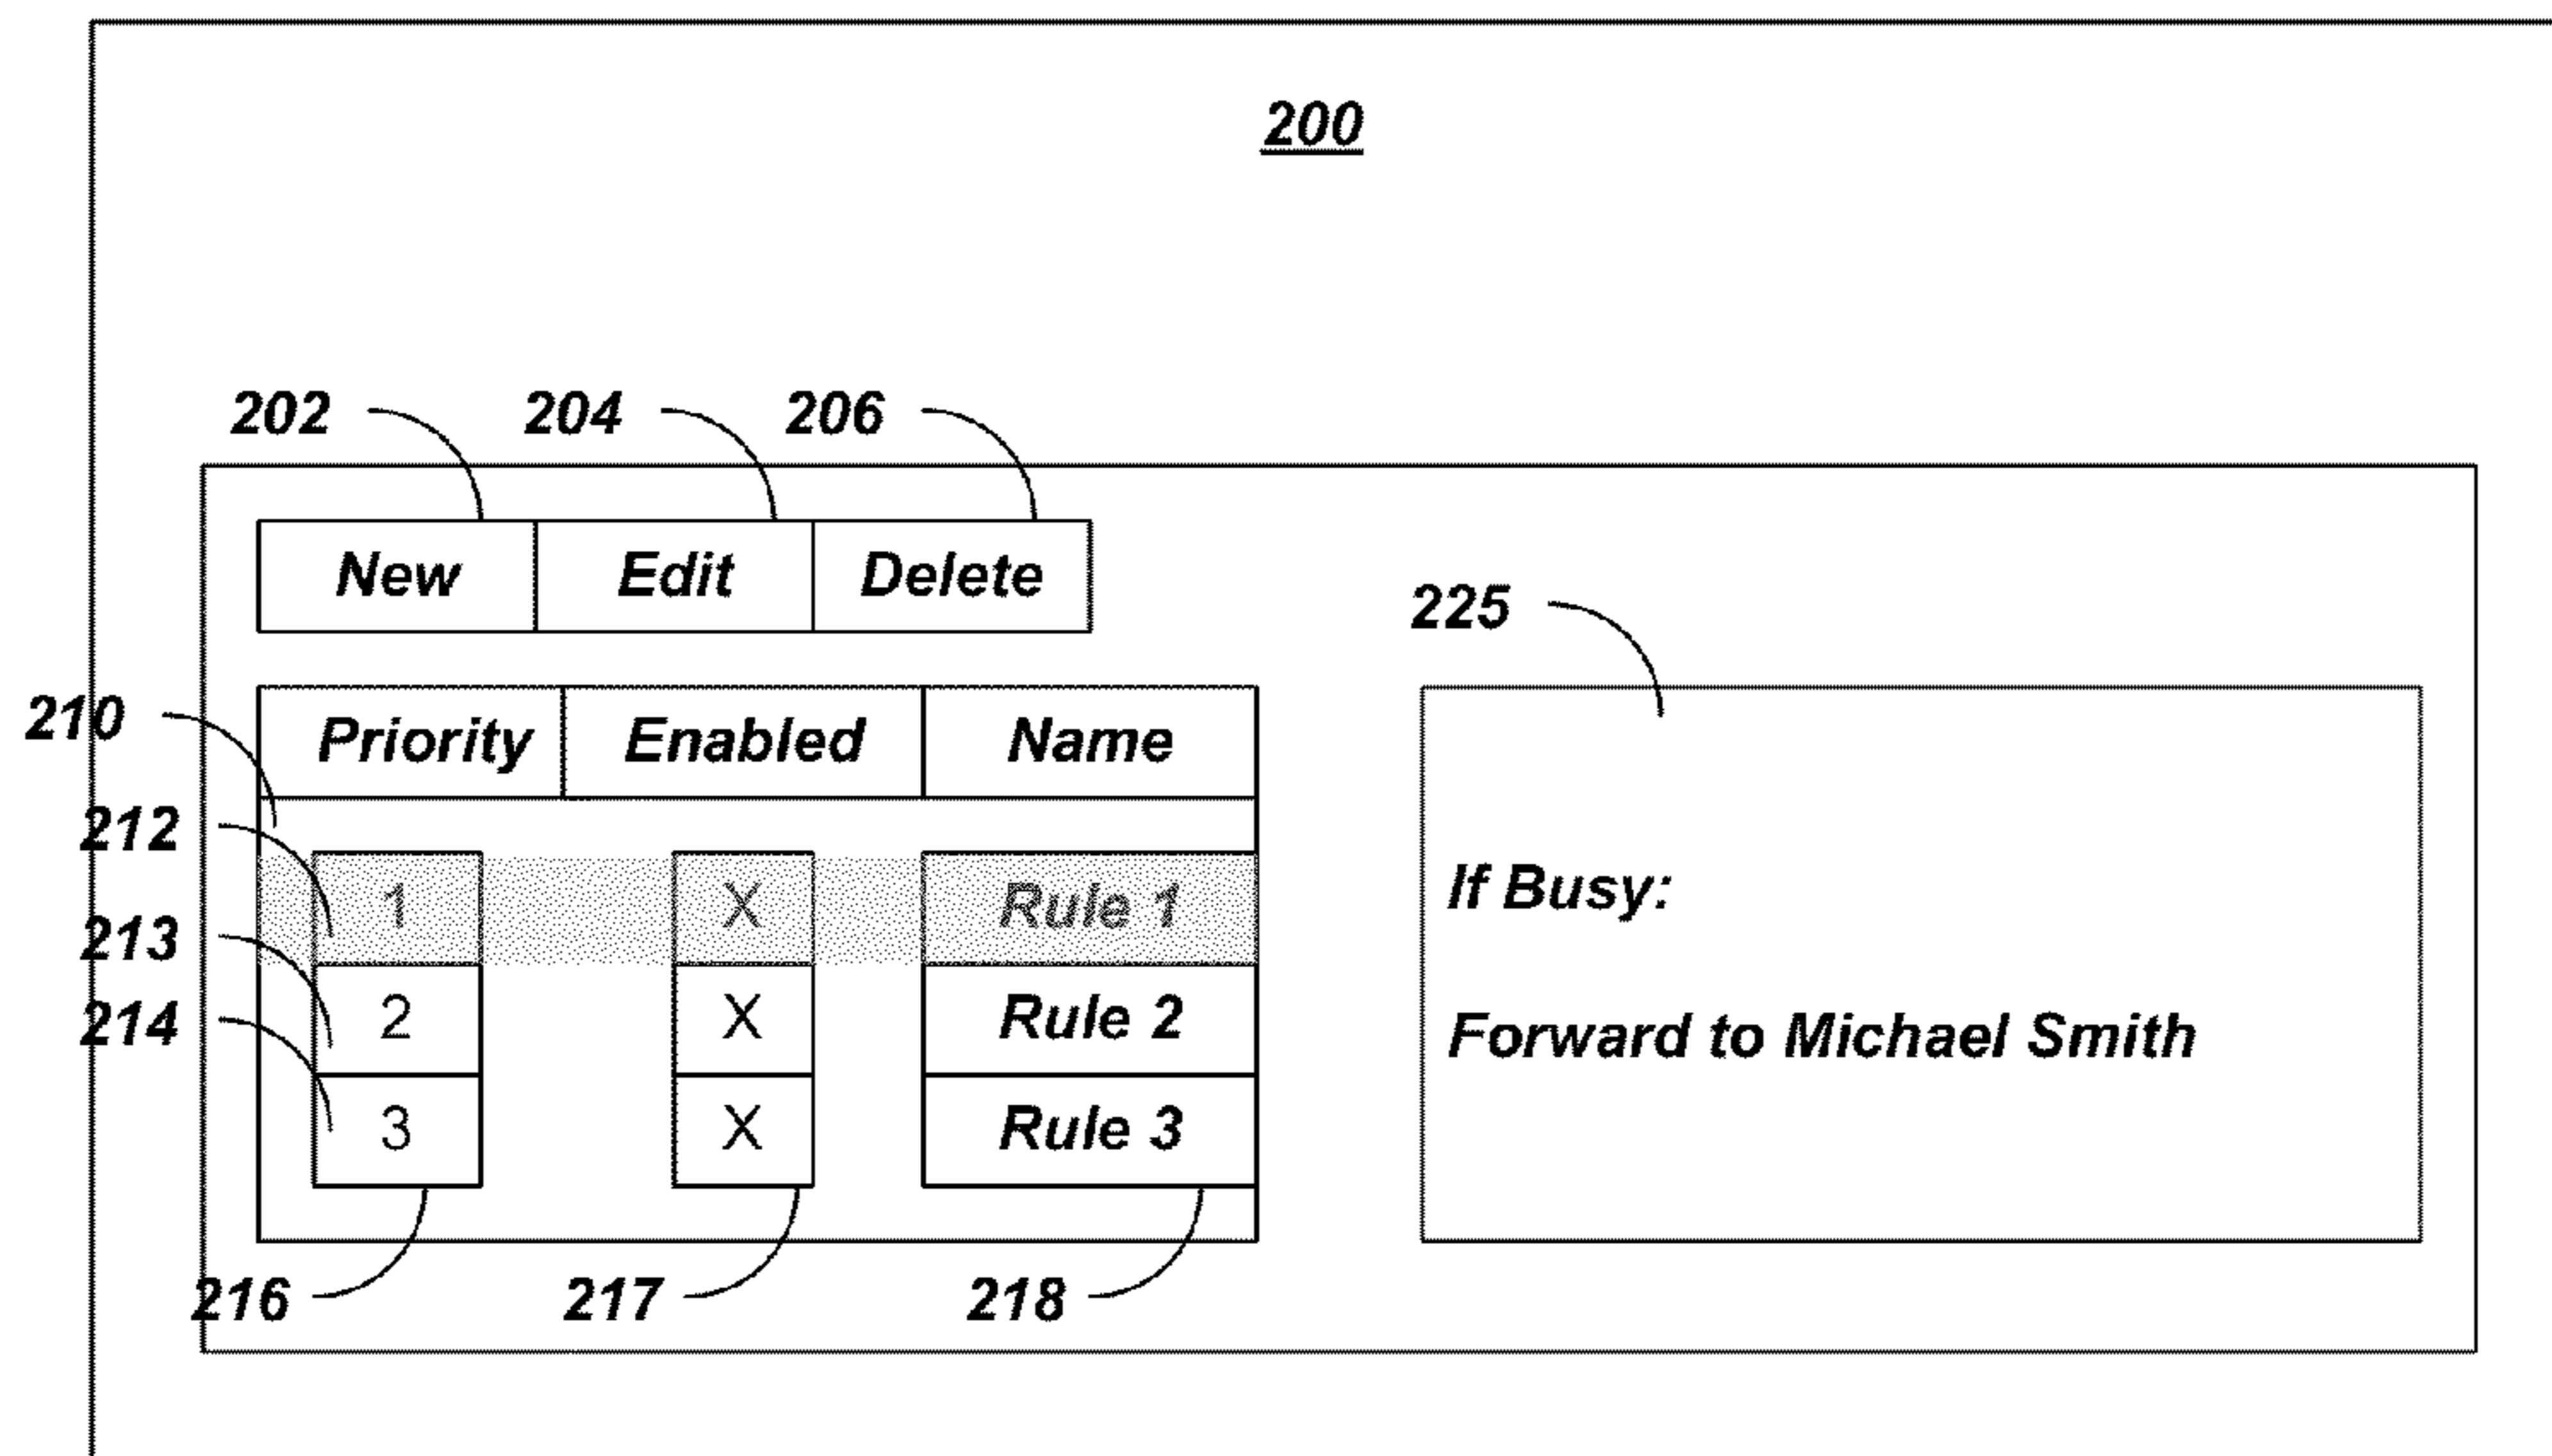 200
202 204 206
New Edit Delete
225
210
Priority Enabled Name
212
1 X Rule 1
213
2 X Rule 2
214
3 X Rule 3
216 217 218
If Busy:
Forward to Michael Smith